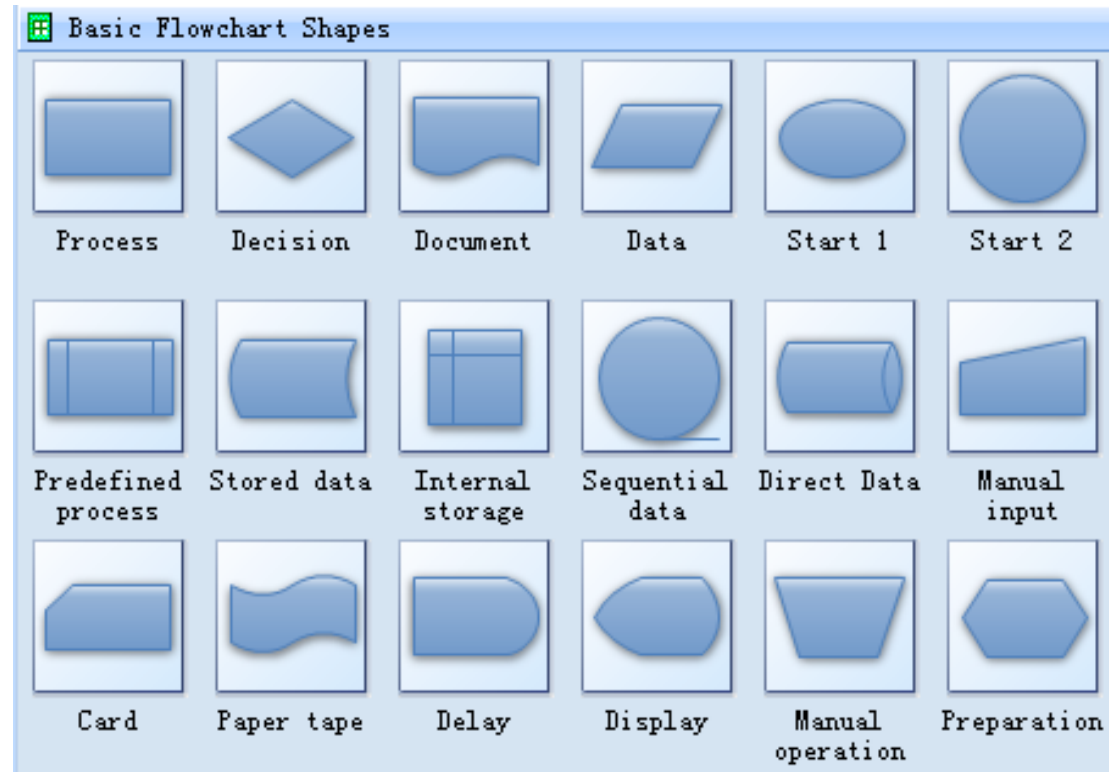 Basic Flowchart Shapes
Process Decision Document Data Start 1 Start 2
Predefined process Stored data Internal storage Sequential data Direct Data Manual input
Card Paper tape Delay Display Manual operation Preparation